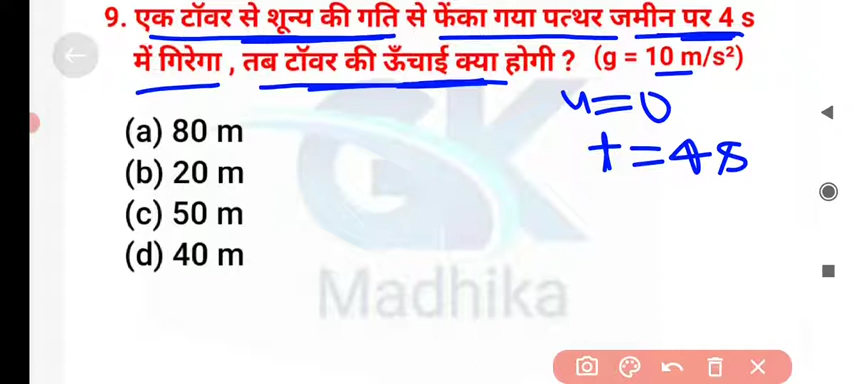 9. एक टॉवर से शून्य की गति से फेंका गया पत्थर जमीन पर 4 s
में गिरेगा , तब टॉवर की ऊँचाई क्या होगी ? (g = 10 m/s²)
u=0
t=4s
(a) 80 m
(b) 20 m
(c) 50 m
(d) 40 m
GK
Madhika